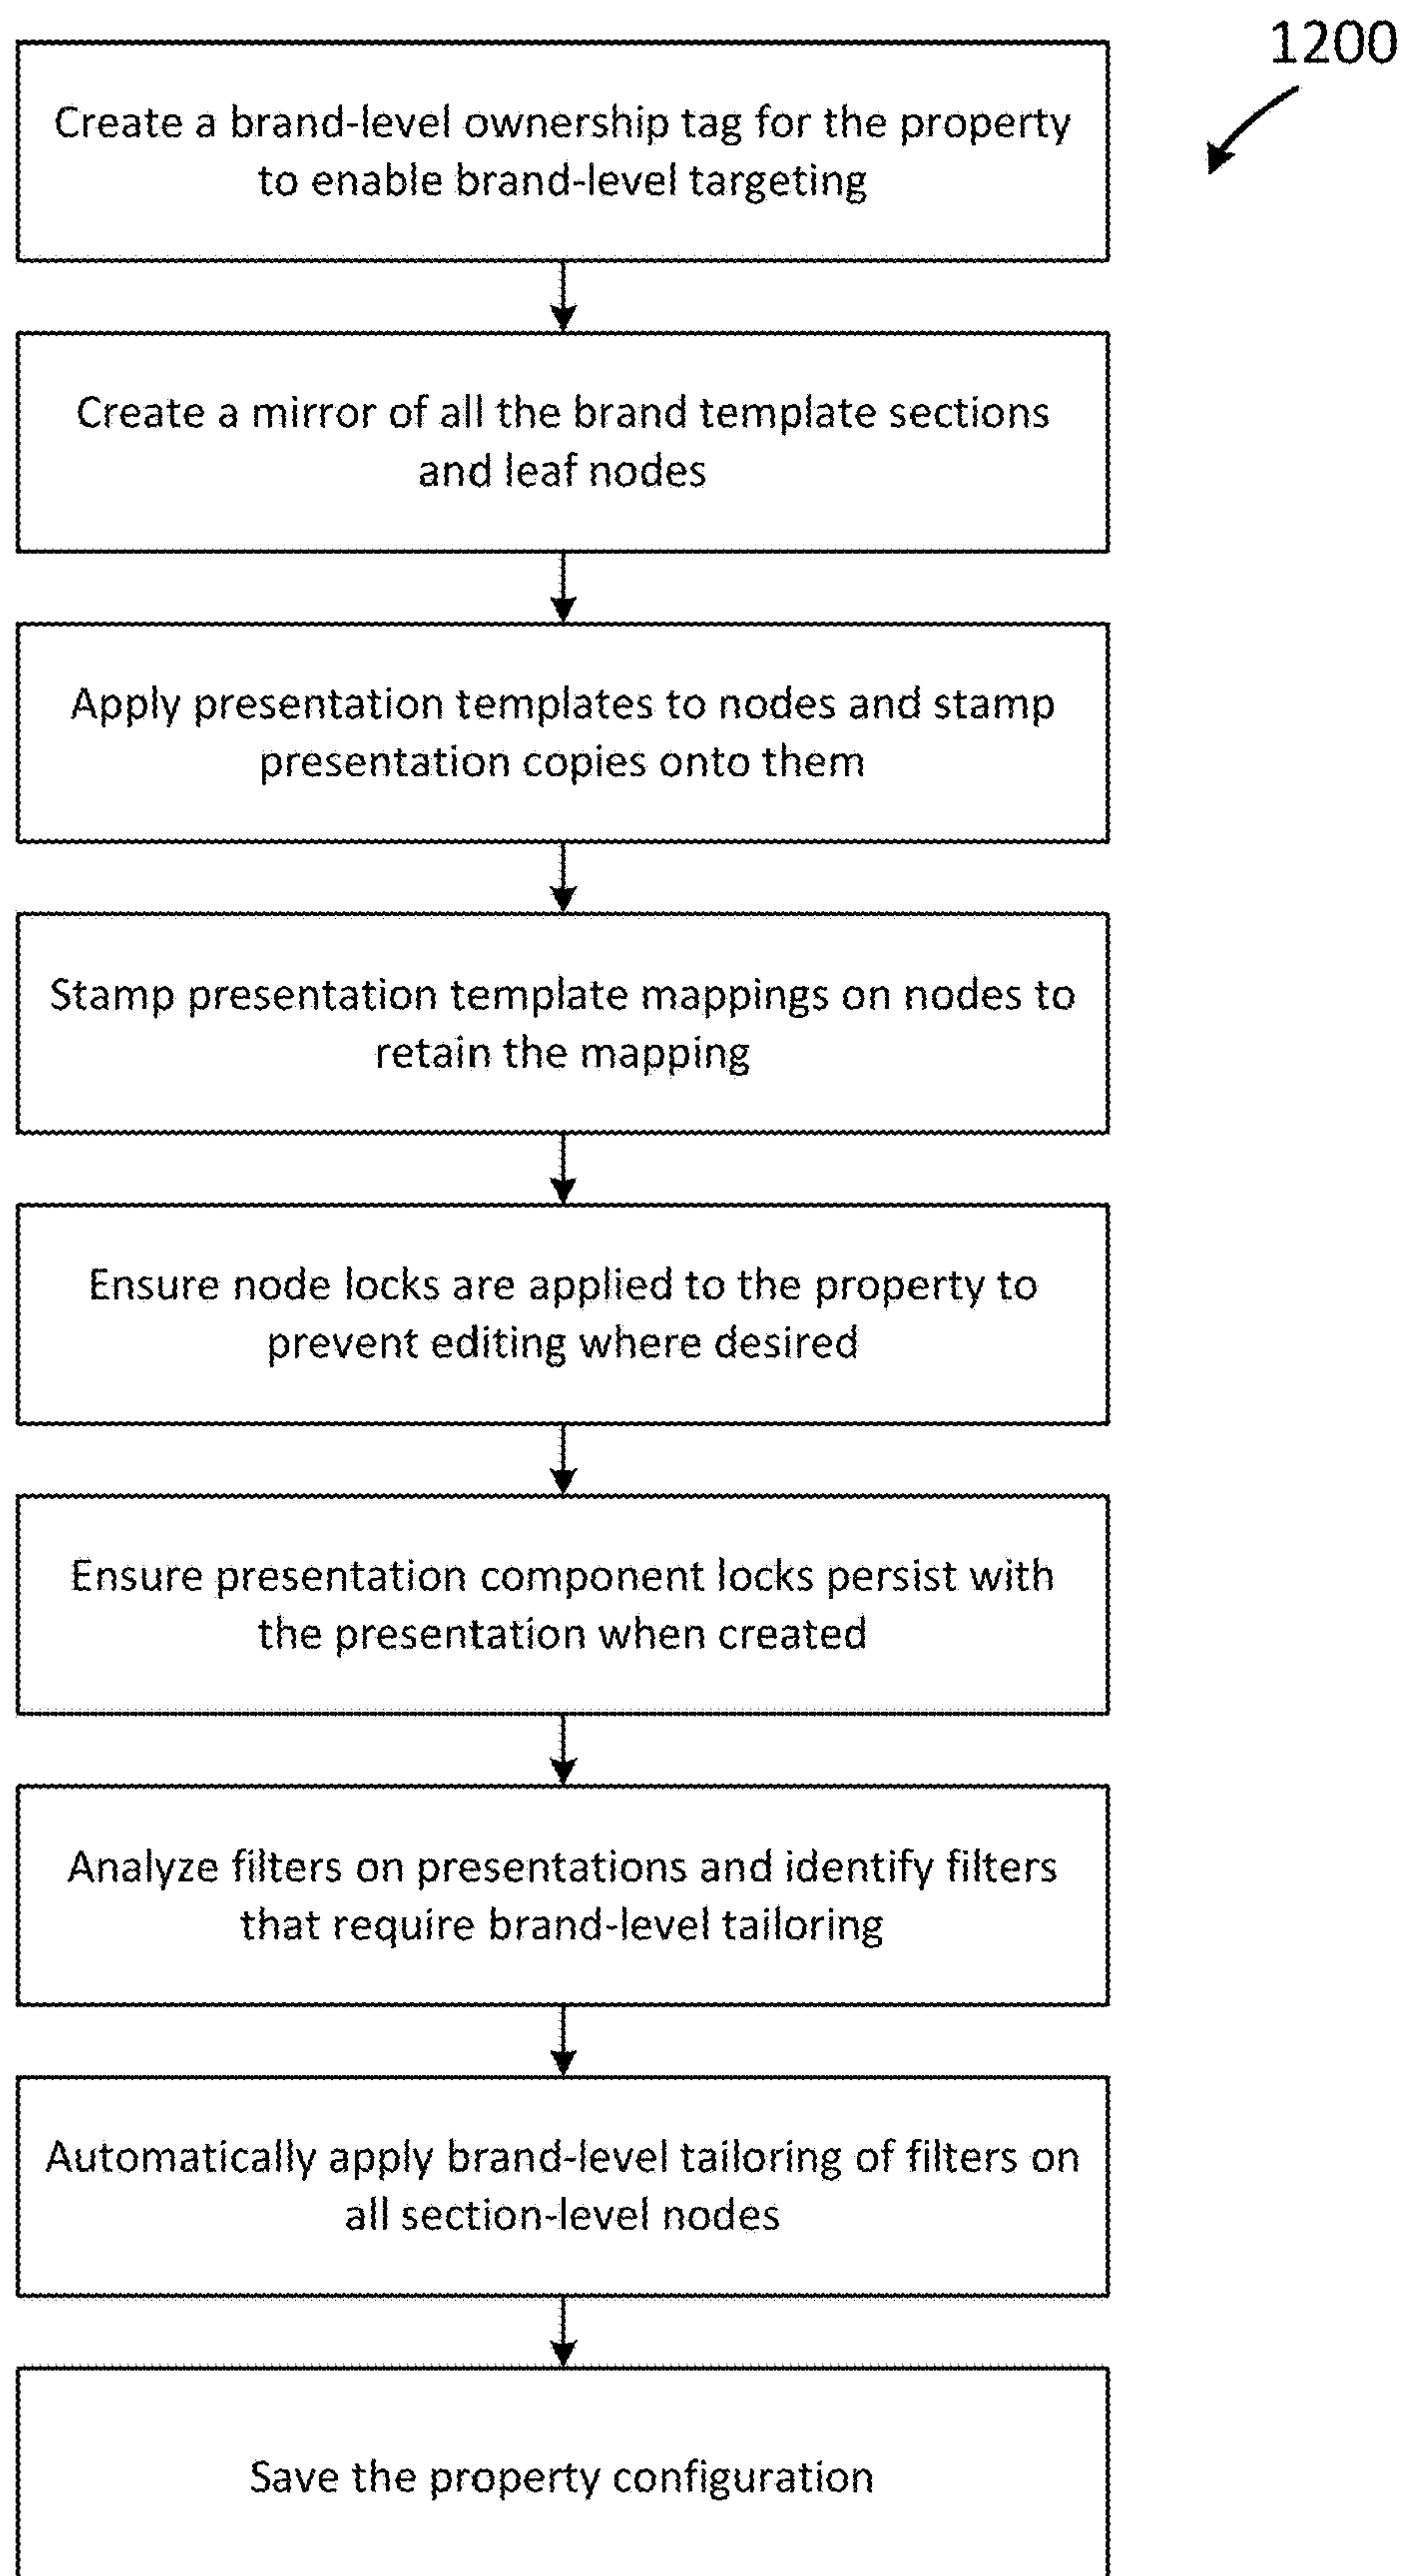 1200
Create a brand-level ownership tag for the property
to enable brand-level targeting
Create a mirror of all the brand template sections
and leaf nodes
Apply presentation templates to nodes and stamp
presentation copies onto them
Stamp presentation template mappings on nodes to
retain the mapping
Ensure node locks are applied to the property to
prevent editing where desired
Ensure presentation component locks persist with
the presentation when created
Analyze filters on presentations and identify filters
that require brand-level tailoring
Automatically apply brand-level tailoring of filters on
all section-level nodes
Save the property configuration